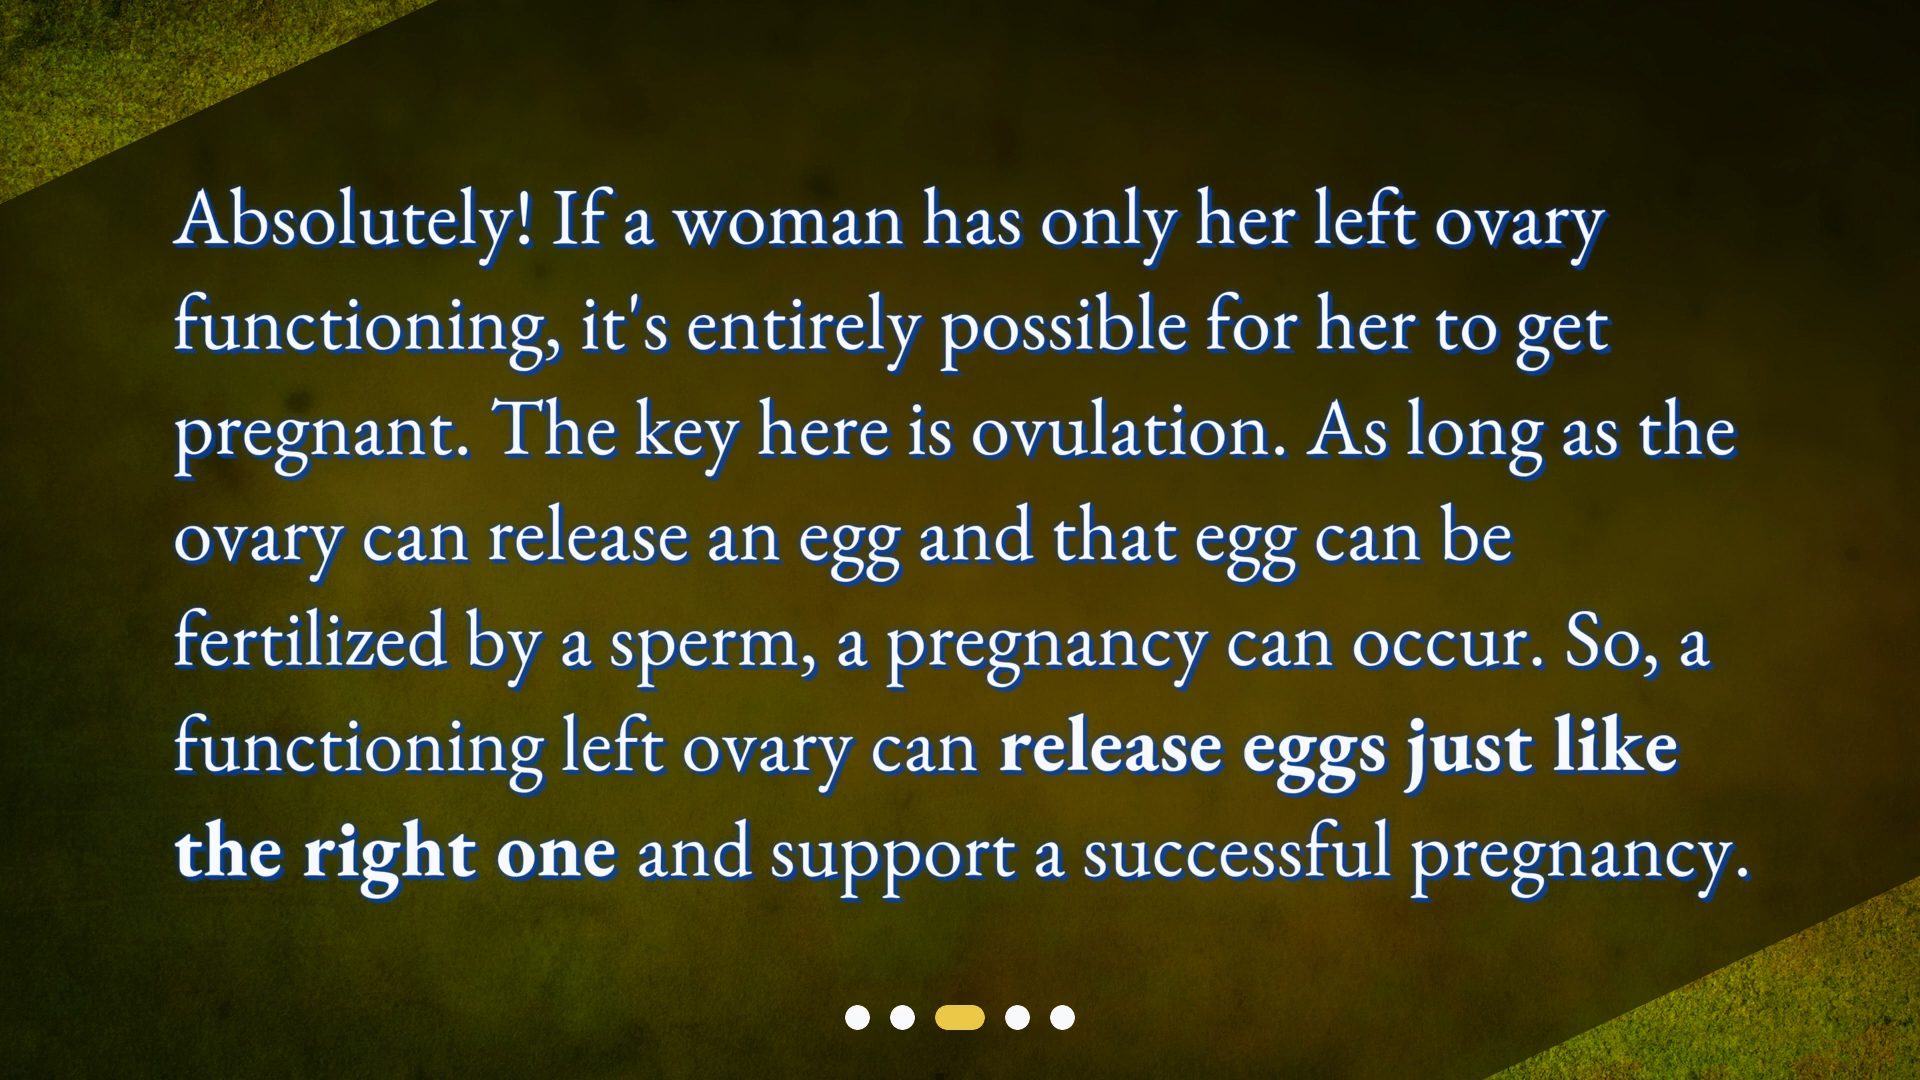 Absolutely! If a woman has only her left ovary
functioning, it's entirely possible for her to get
pregnant. The key here is ovulation. As long as the
ovary can release an egg and that egg can be
fertilized by a sperm, a pregnancy can occur. So, a
functioning left ovary can release eggs just like
the right one and support a successful pregnancy.